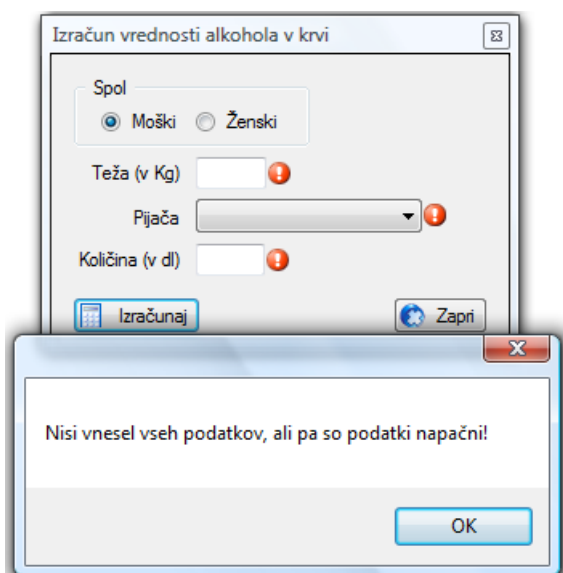 Izračun vrednosti alkohola v krvi
Spol
Moški Ženski
Teža (v Kg)
Pijača
Količina (v dl)
Izračunaj Zapri
Nisi vnesel vseh podatkov, ali pa so podatki napačni!
OK